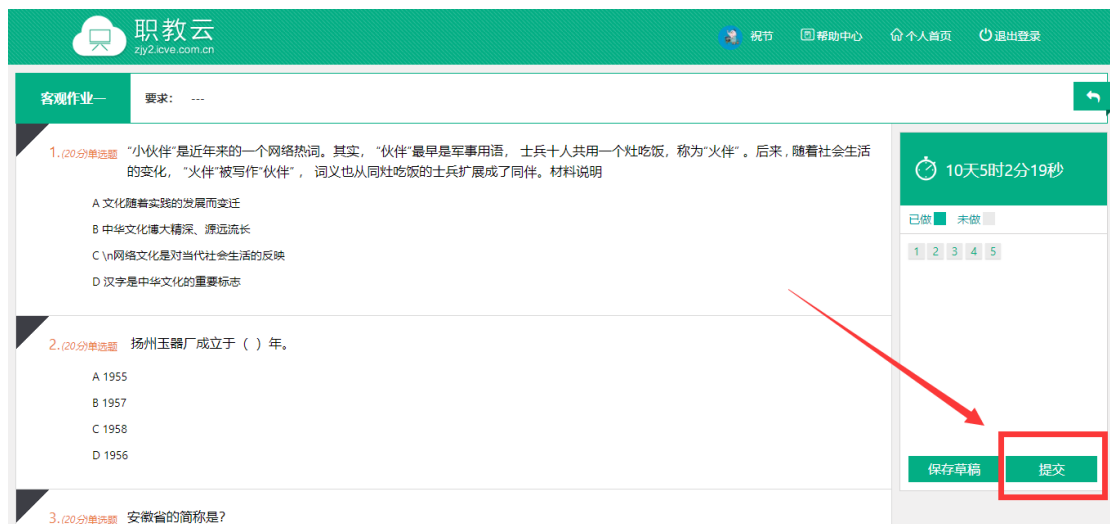 职教云
zjy2.icve.com.cn
祝节 帮助中心 个人首页 退出登录
客观作业一 要求： ---
1.(20分)单选题 “小伙伴”是近年来的一个网络热词。其实， “伙伴”最早是军事用语， 士兵十人共用一个灶吃饭，称为“火伴” 。后来 , 随着社会生活
的变化， “火伴”被写作“伙伴” ， 词义也从同灶吃饭的士兵扩展成了同伴。材料说明
A 文化随着实践的发展而变迁
B 中华文化博大精深、源远流长
C \n网络文化是对当代社会生活的反映
D 汉字是中华文化的重要标志
2.(20分)单选题 扬州玉器厂成立于（ ）年。
A 1955
B 1957
C 1958
D 1956
3.(20分)单选题 安徽省的简称是?
10天5时2分19秒
已做 未做
1 2 3 4 5
保存草稿 提交